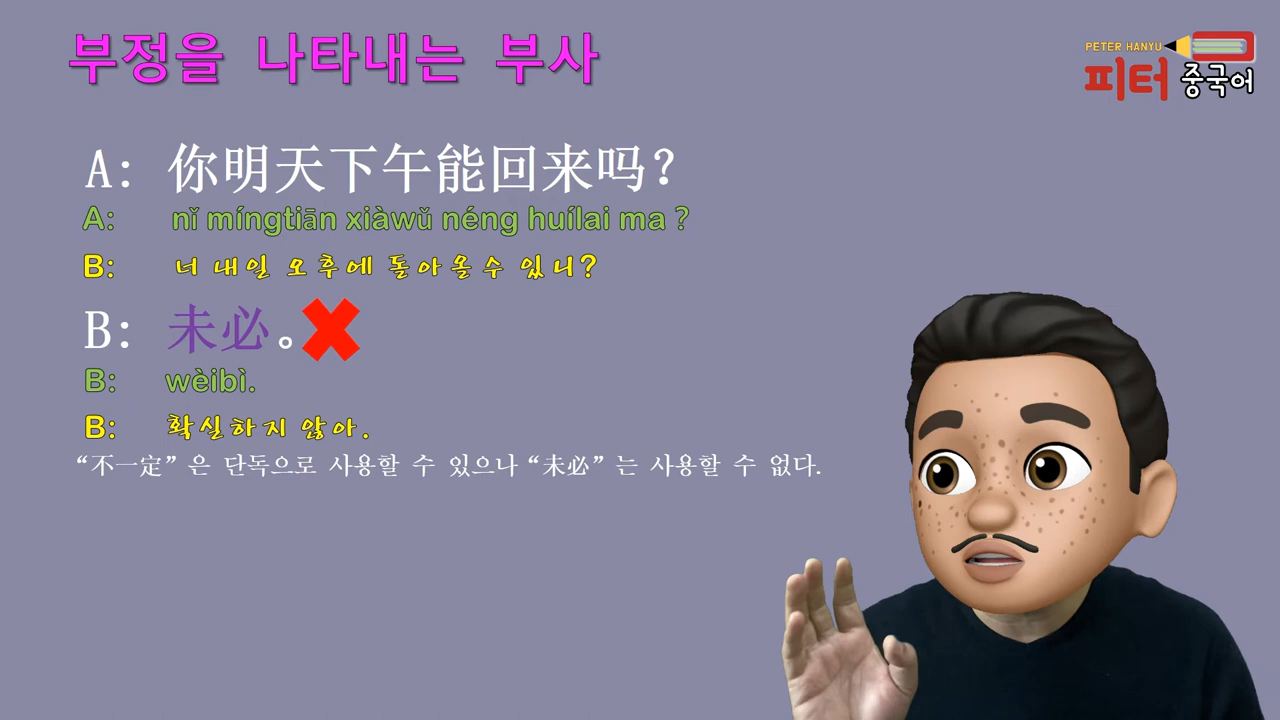 부정을 나타내는 부사
PETER HANYU
피터 중국어
A: 你明天下午能回来吗？
A: nǐ míngtiān xiàwǔ néng huílai ma？
B: 너 내일 오후에 돌아올수 있니?
B: 未必。
B: wèibì.
B: 확실하지 않아.
“不一定” 은 단독으로 사용할 수 있으나 “未必” 는 사용할 수 없다.